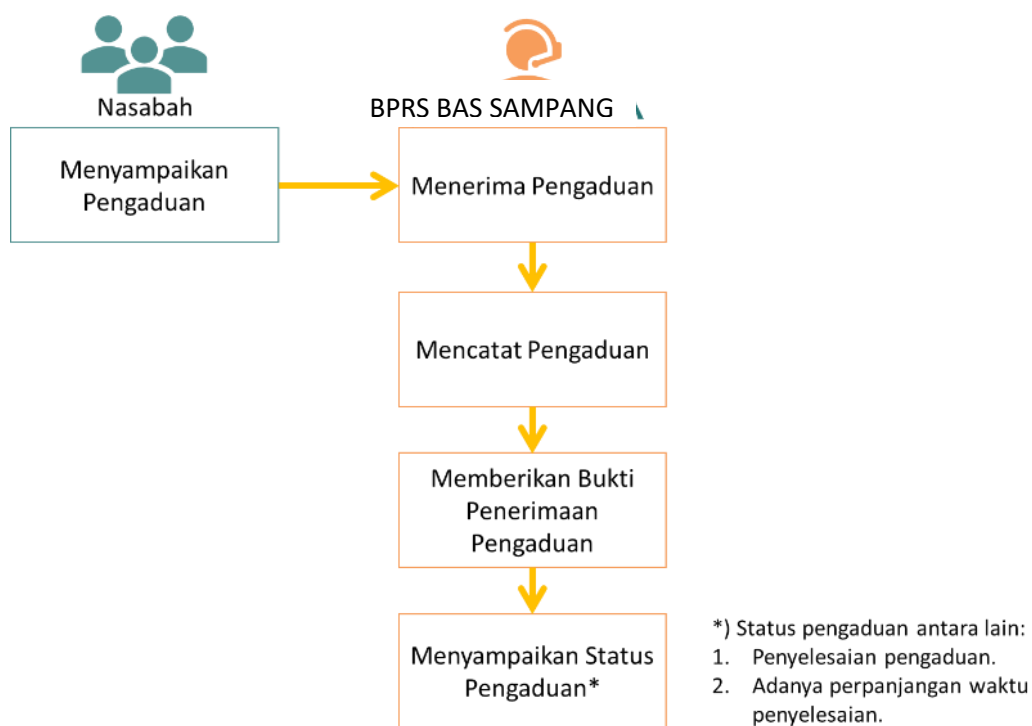 Nasabah
BPRS BAS SAMPANG
Menyampaikan
Pengaduan
Menerima Pengaduan
Mencatat Pengaduan
Memberikan Bukti
Penerimaan
Pengaduan
Menyampaikan Status
Pengaduan*
*) Status pengaduan antara lain:
1. Penyelesaian pengaduan.
2. Adanya perpanjangan waktu
penyelesaian.